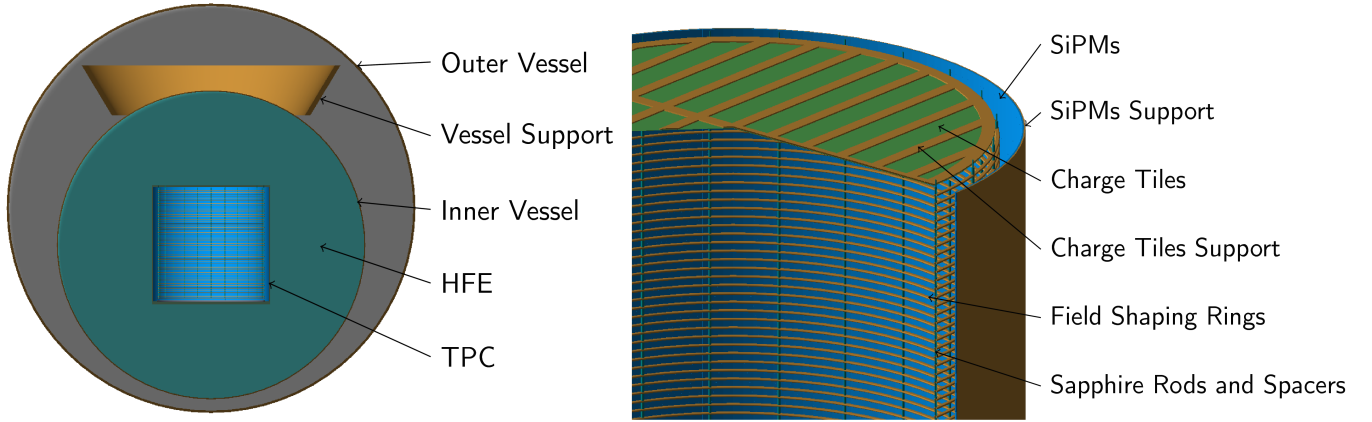 Outer Vessel
Vessel Support
Inner Vessel
HFE
TPC
SiPMs
SiPMs Support
Charge Tiles
Charge Tiles Support
Field Shaping Rings
Sapphire Rods and Spacers